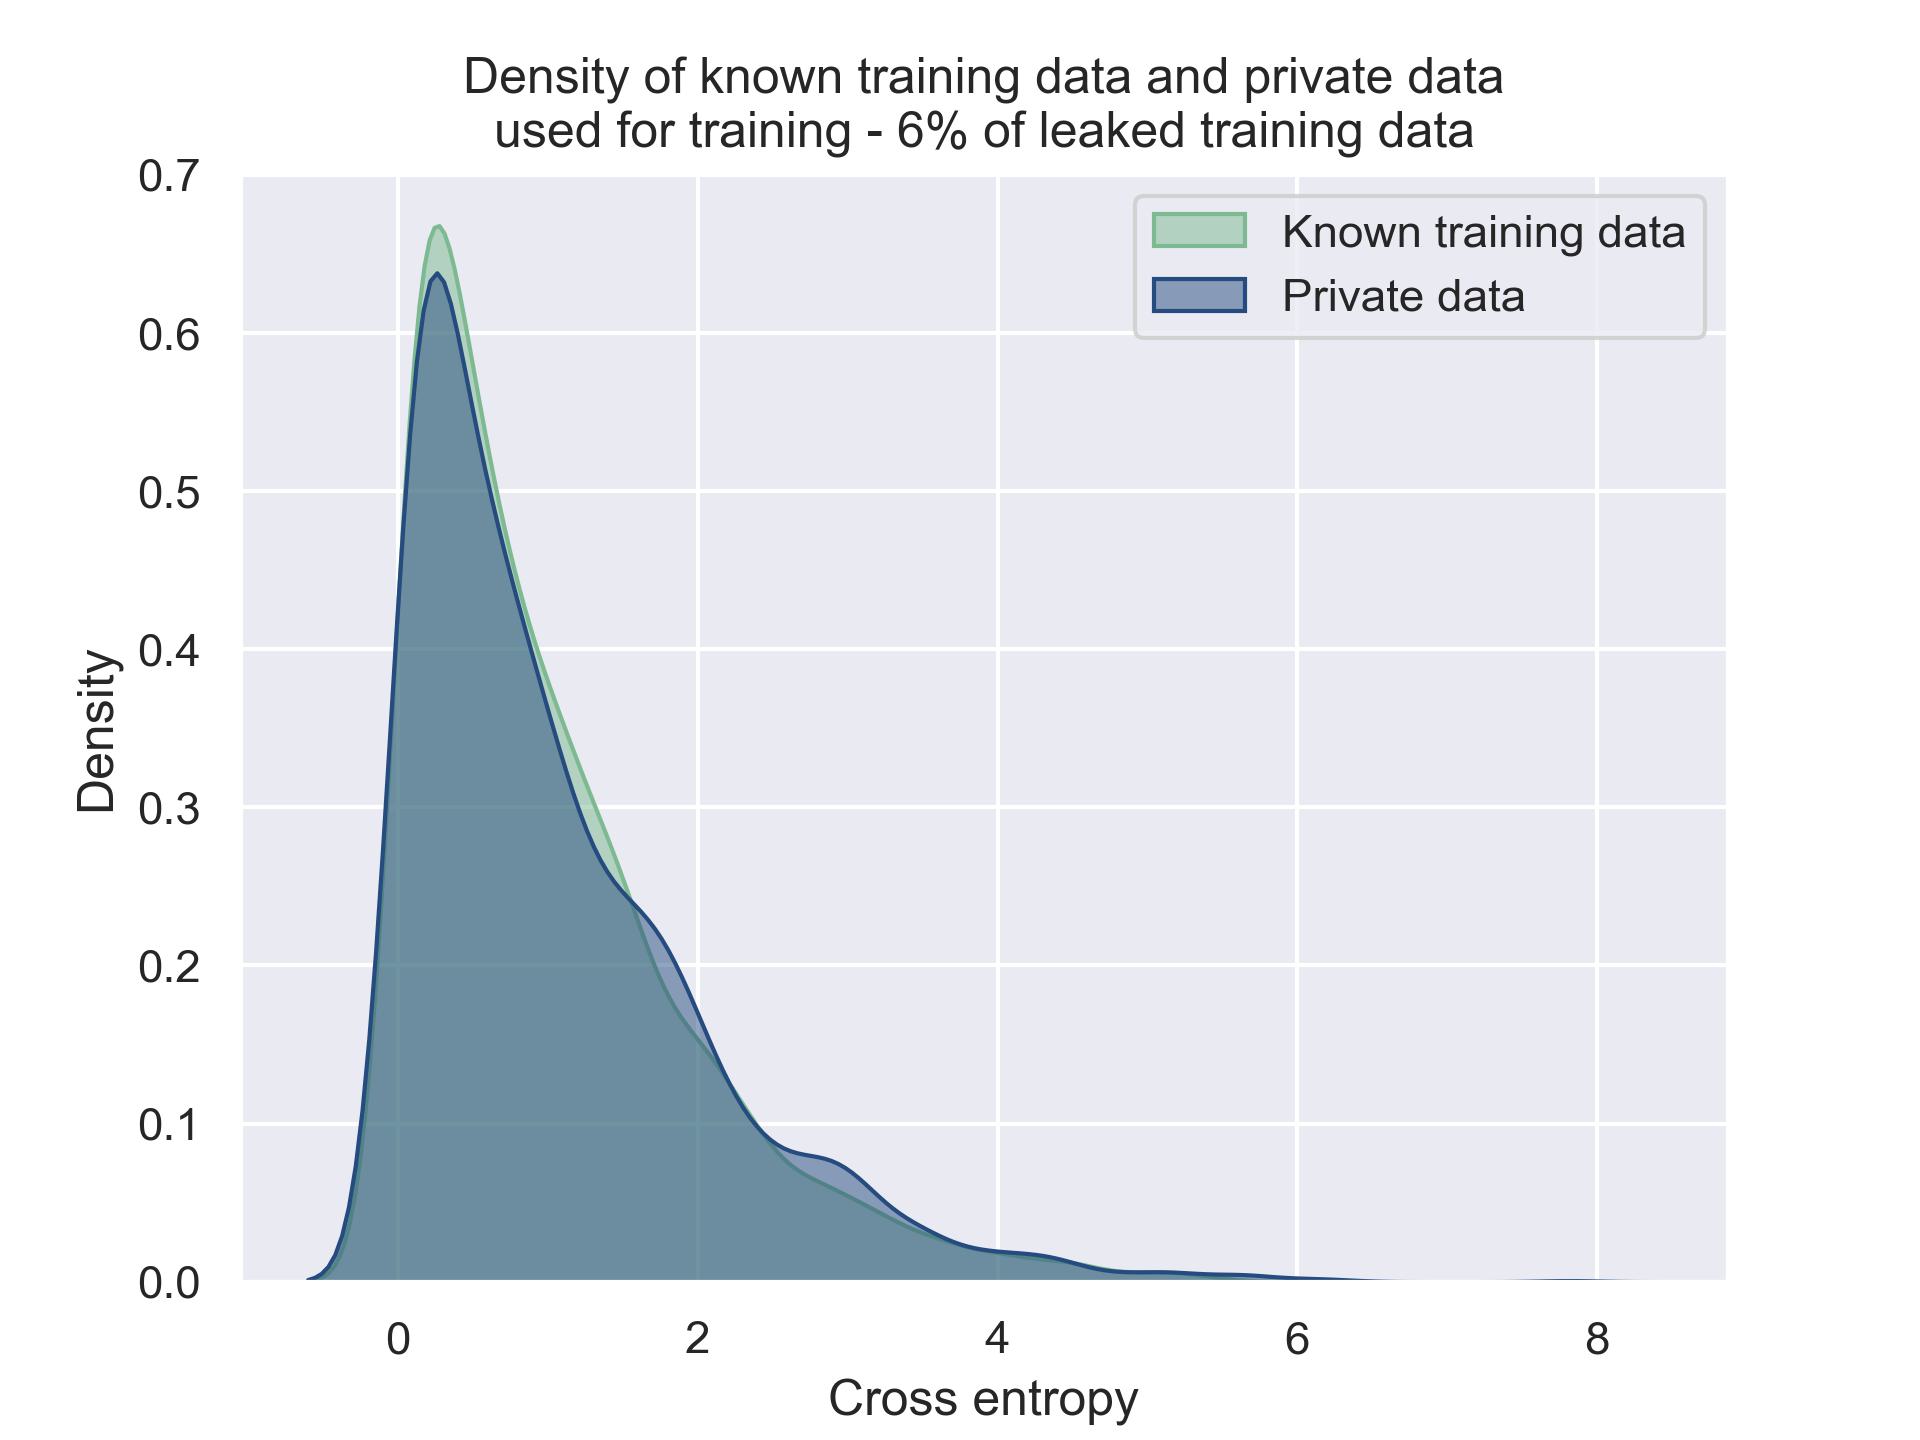 Density of known training data and private data
used for training - 6% of leaked training data
Known training data
Private data
Density
0.7
0.6
0.5
0.4
0.3
0.2
0.1
0.0
0 2 4 6 8
Cross entropy